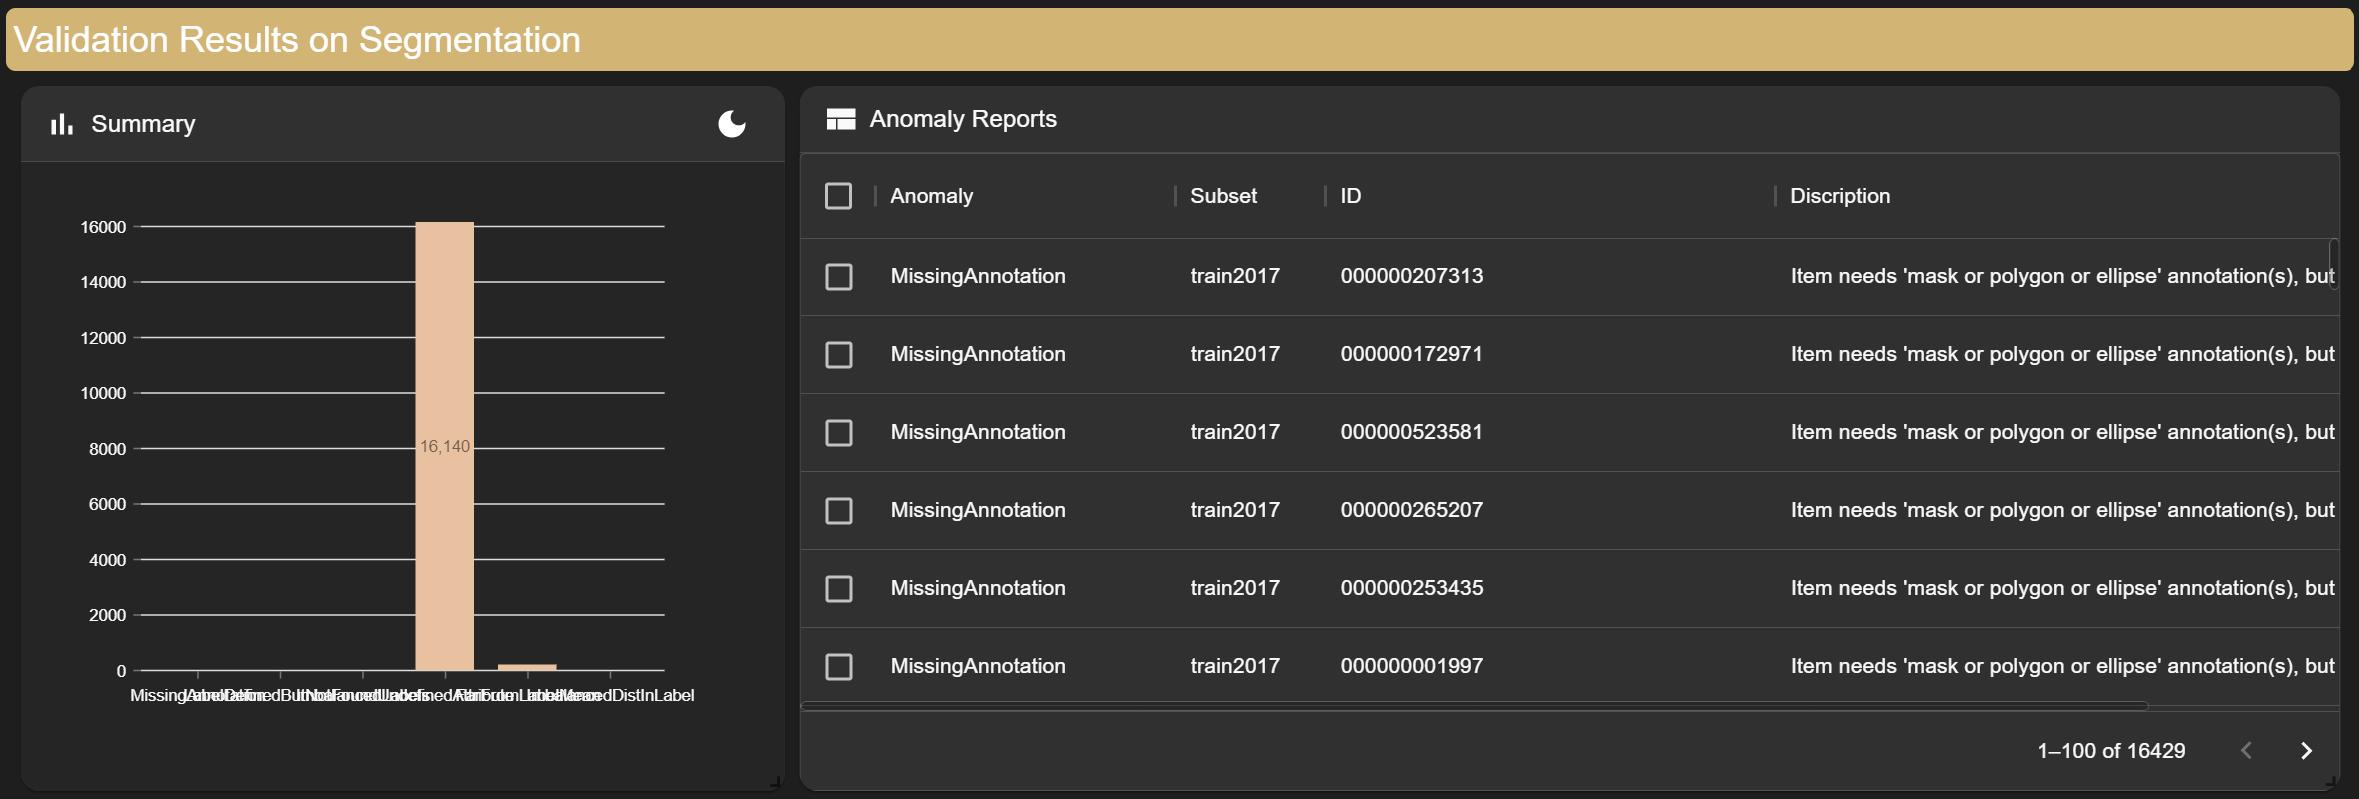 Validation Results on Segmentation
Summary
16000
14000
12000
10000
8000
6000
4000
2000
0
16,140
Anomaly Reports
Anomaly Subset ID Discription
MissingAnnotation train2017 000000207313 Item needs 'mask or polygon or ellipse' annotation(s), but
MissingAnnotation train2017 000000172971 Item needs 'mask or polygon or ellipse' annotation(s), but
MissingAnnotation train2017 000000523581 Item needs 'mask or polygon or ellipse' annotation(s), but
MissingAnnotation train2017 000000265207 Item needs 'mask or polygon or ellipse' annotation(s), but
MissingAnnotation train2017 000000253435 Item needs 'mask or polygon or ellipse' annotation(s), but
MissingAnnotation train2017 000000001997 Item needs 'mask or polygon or ellipse' annotation(s), but
1–100 of 16429